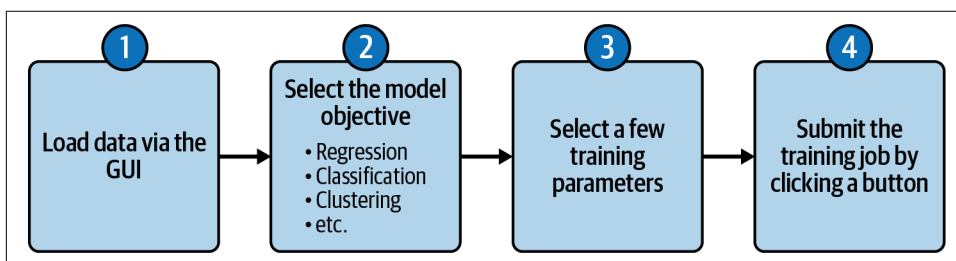 1
Load data via the
GUI
2
Select the model
objective
• Regression
• Classification
• Clustering
• etc.
3
Select a few
training
parameters
4
Submit the
training job by
clicking a button